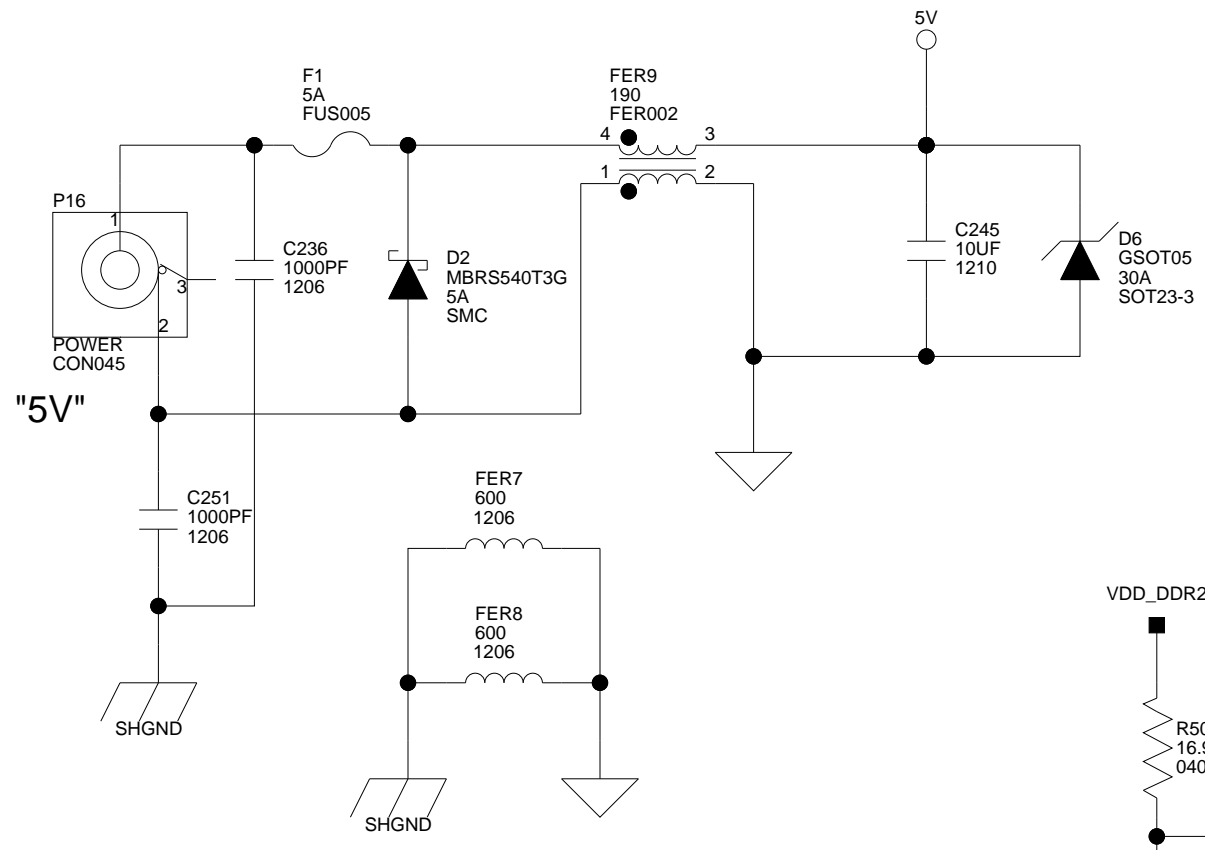 5V
F1
5A
FUS005
FER9
190
FER002
4
3
1
2
P16
1
3
2
POWER
CON045
"5V"
C236
1000PF
1206
D2
MBRS540T3G
5A
SMC
C245
10UF
1210
D6
GSOT05
30A
SOT23-3
C251
1000PF
1206
SHGND
FER7
600
1206
FER8
600
1206
SHGND
VDD_DDR2